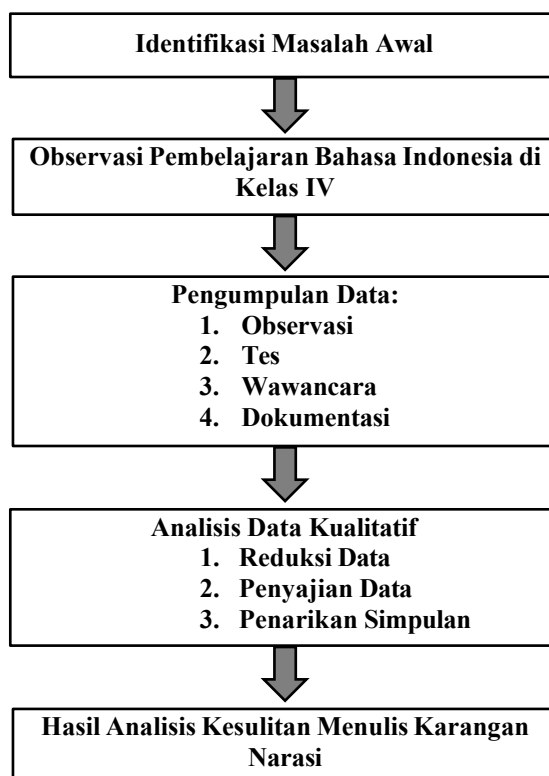 Identifikasi Masalah Awal
Observasi Pembelajaran Bahasa Indonesia di
Kelas IV
Pengumpulan Data:
1. Observasi
2. Tes
3. Wawancara
4. Dokumentasi
Analisis Data Kualitatif
1. Reduksi Data
2. Penyajian Data
3. Penarikan Simpulan
Hasil Analisis Kesulitan Menulis Karangan
Narasi